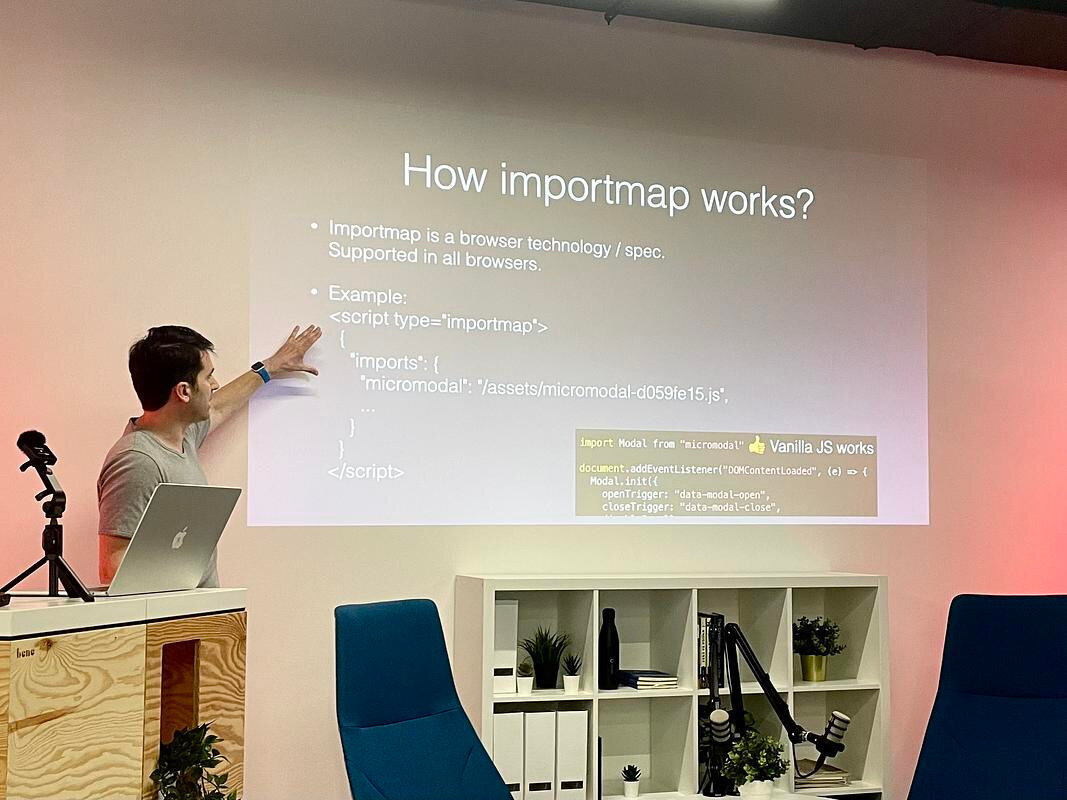 How importmap works?
• Importmap is a browser technology / spec.
Supported in all browsers.
• Example:
<script type="importmap">
{
"imports": {
"micromodal": "/assets/micromodal-d059fe15.js",
...
}
}
</script>
import Modal from "micromodal" 👍 Vanilla JS works
document.addEventListener("DOMContentLoaded", (e) => {
Modal.init({
openTrigger: "data-modal-open",
closeTrigger: "data-modal-close",
bene